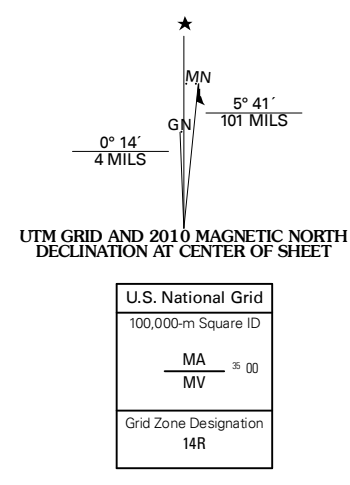 MN
5° 41´
101 MILS
GN
0° 14´
4 MILS
UTM GRID AND 2010 MAGNETIC NORTH
DECLINATION AT CENTER OF SHEET
U.S. National Grid
100,000-m Square ID
MA
35 00
MV
Grid Zone Designation
14R